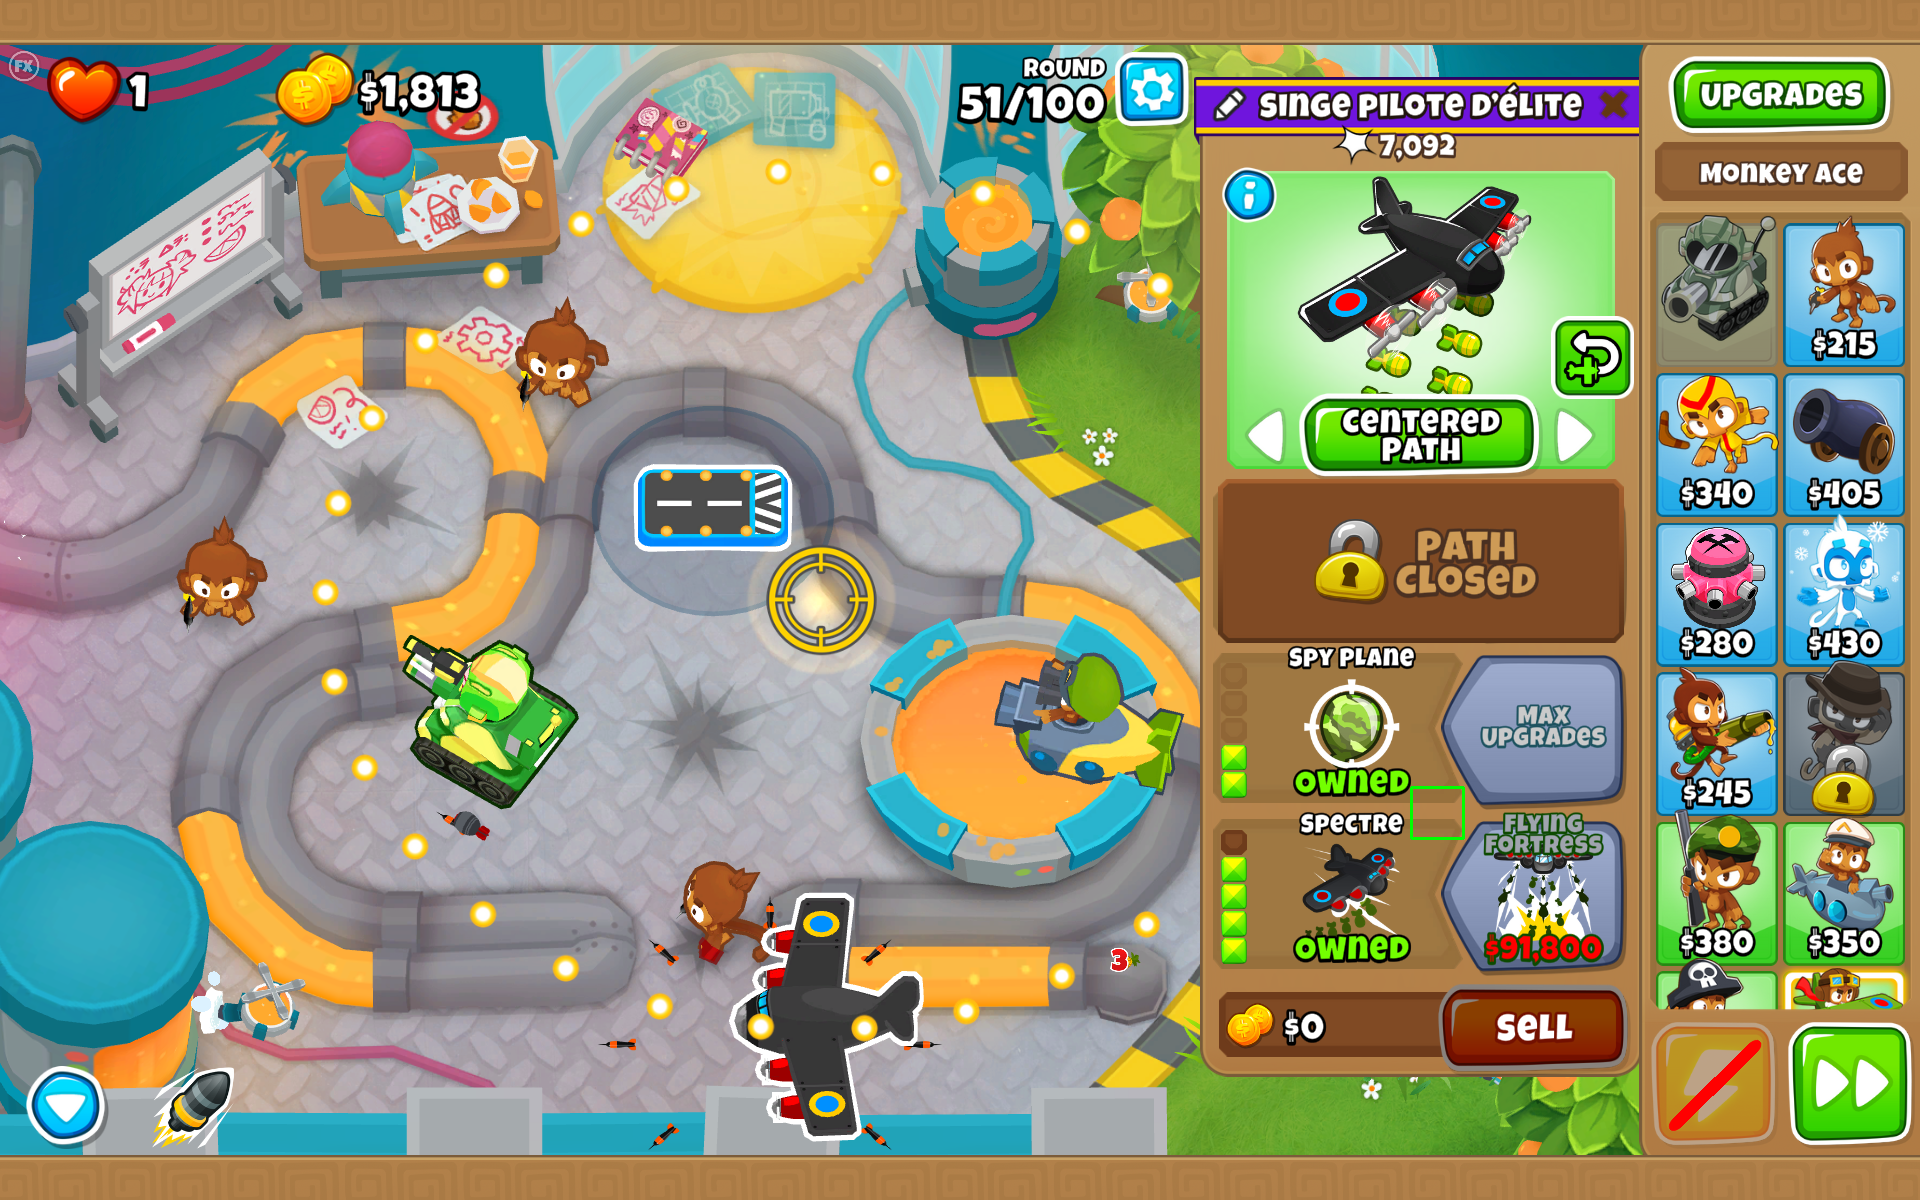 FX
1
$1,813
ROUND
51/100
SINGE PILOTE D'ÉLITE
7,092
CENTERED
PATH
PATH
CLOSED
SPY PLANE
OWNED
MAX
UPGRADES
SPECTRE
OWNED
FLYING
FORTRESS
$91,800
$0
SELL
3
UPGRADES
MONKEY ACE
$215
$340
$405
$280
$430
$245
$380
$350